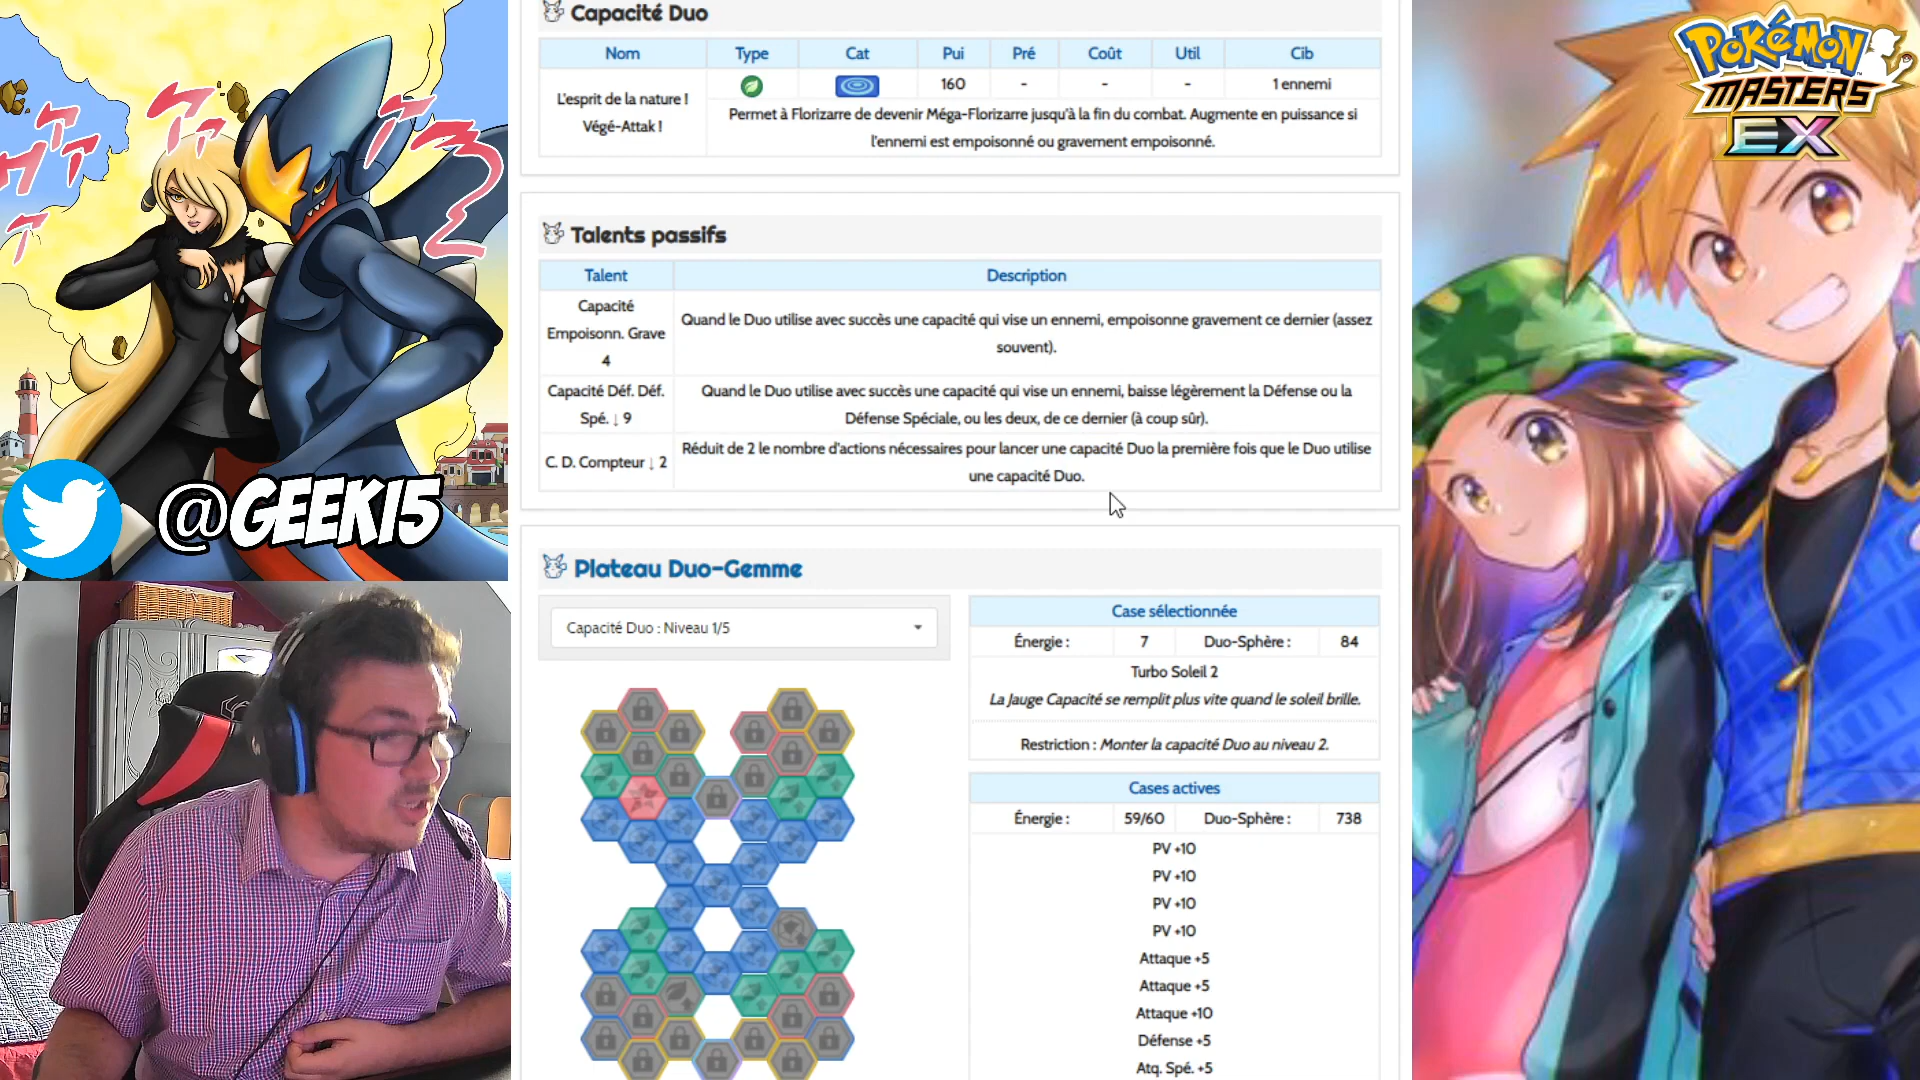 Capacité Duo
Nom Type Cat Pui Pré Coût Util Cib
L'esprit de la nature !
Végé-Attak !
160 - - - 1 ennemi
Permet à Florizarre de devenir Méga-Florizarre jusqu'à la fin du combat. Augmente en puissance si
l'ennemi est empoisonné ou gravement empoisonné.
Talents passifs
Talent Description
Capacité
Empoisonn. Grave
4
Quand le Duo utilise avec succès une capacité qui vise un ennemi, empoisonne gravement ce dernier (assez
souvent).
Capacité Déf. Déf.
Spé. ↓ 9
Quand le Duo utilise avec succès une capacité qui vise un ennemi, baisse légèrement la Défense ou la
Défense Spéciale, ou les deux, de ce dernier (à coup sûr).
C. D. Compteur ↓ 2
Réduit de 2 le nombre d'actions nécessaires pour lancer une capacité Duo la première fois que le Duo utilise
une capacité Duo.
Plateau Duo-Gemme
Capacité Duo : Niveau 1/5
Case sélectionnée
Énergie : 7 Duo-Sphère : 84
Turbo Soleil 2
La Jauge Capacité se remplit plus vite quand le soleil brille.
Restriction : Monter la capacité Duo au niveau 2.
Cases actives
Énergie : 59/60 Duo-Sphère : 738
PV +10
PV +10
PV +10
PV +10
Attaque +5
Attaque +5
Attaque +10
Défense +5
Atq. Spé. +5
@GEEK15
POKÉMON
MASTERS
EX